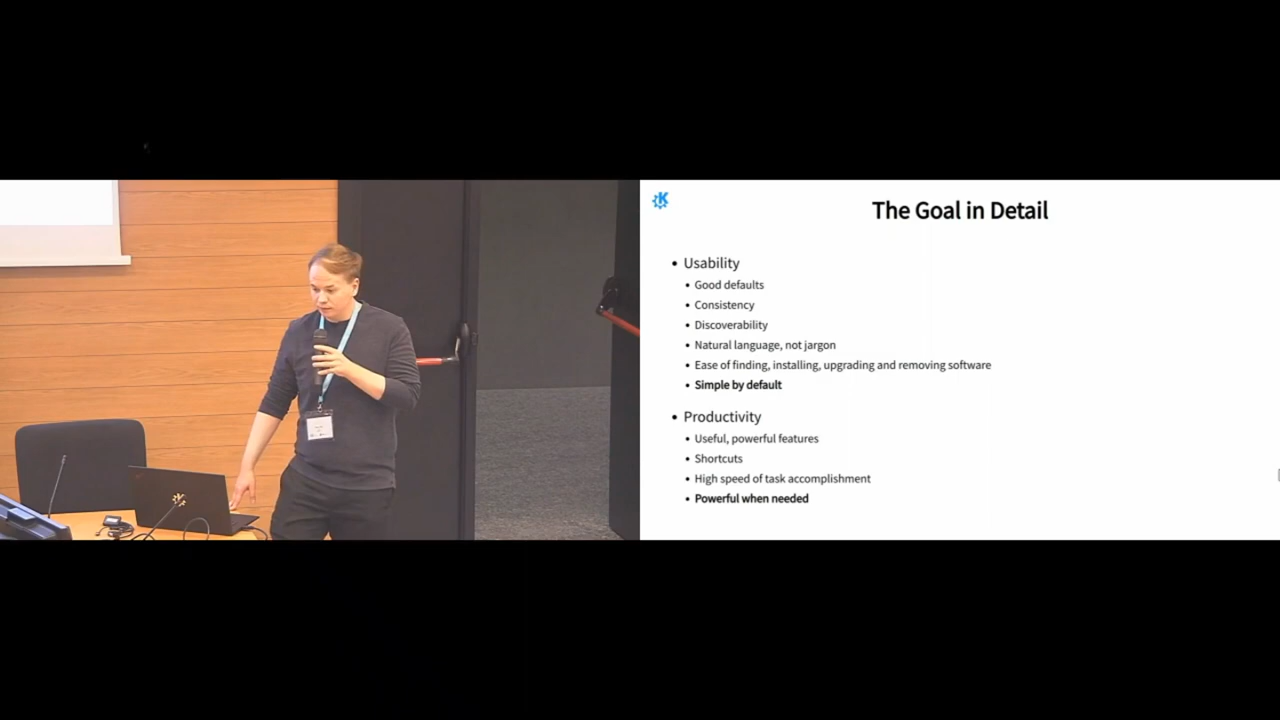 The Goal in Detail
• Usability
• Good defaults
• Consistency
• Discoverability
• Natural language, not jargon
• Ease of finding, installing, upgrading and removing software
• Simple by default
• Productivity
• Useful, powerful features
• Shortcuts
• High speed of task accomplishment
• Powerful when needed